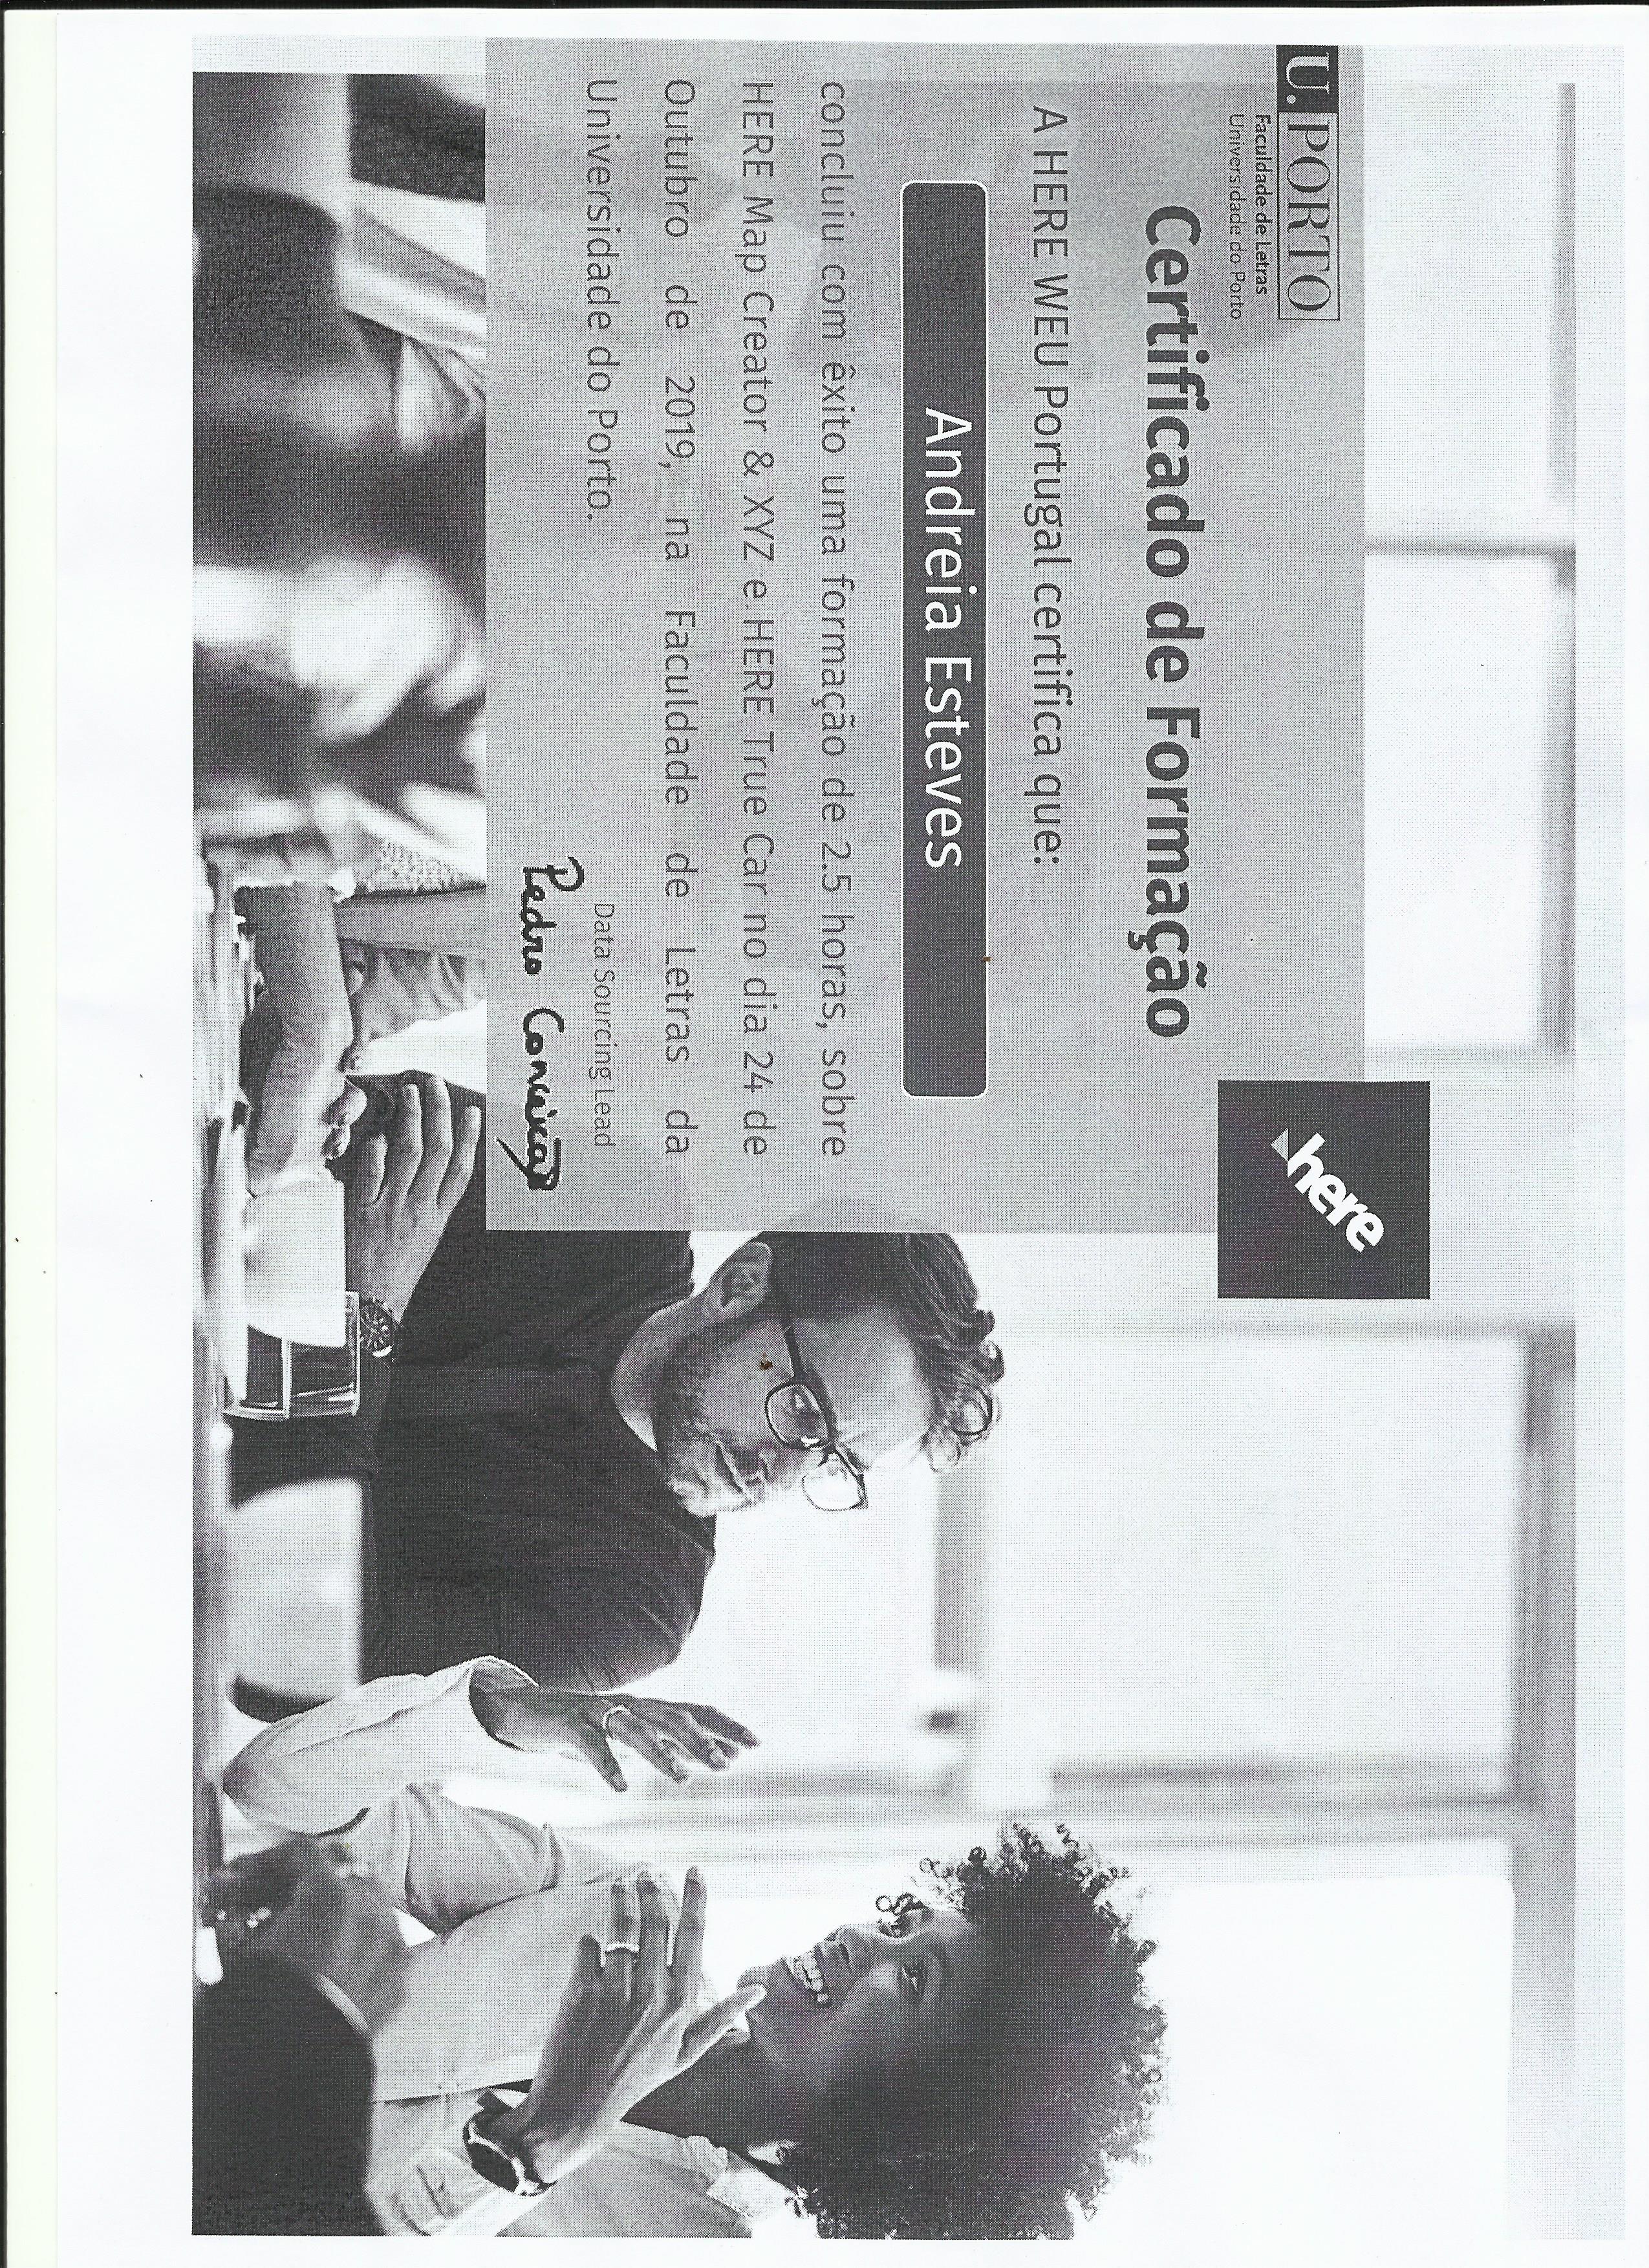 U. PORTO
Faculdade de Letras
Universidade do Porto
here
Certificado de Formação
A HERE WEU Portugal certifica que:
Andreia Esteves
concluiu com êxito uma formação de 2.5 horas, sobre
HERE Map Creator & XYZ e HERE True Car no dia 24 de
Outubro de 2019, na Faculdade de Letras da
Universidade do Porto.
Data Sourcing Lead
Pedro Conceição